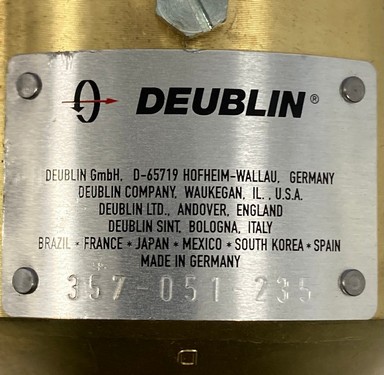 DEUBLIN®
DEUBLIN GmbH, D-65719 HOFHEIM-WALLAU, GERMANY
DEUBLIN COMPANY, WAUKEGAN, IL., U.S.A.
DEUBLIN LTD., ANDOVER, ENGLAND
DEUBLIN SINT, BOLOGNA, ITALY
BRAZIL * FRANCE * JAPAN * MEXICO * SOUTH KOREA * SPAIN
MADE IN GERMANY
357-051-235
D